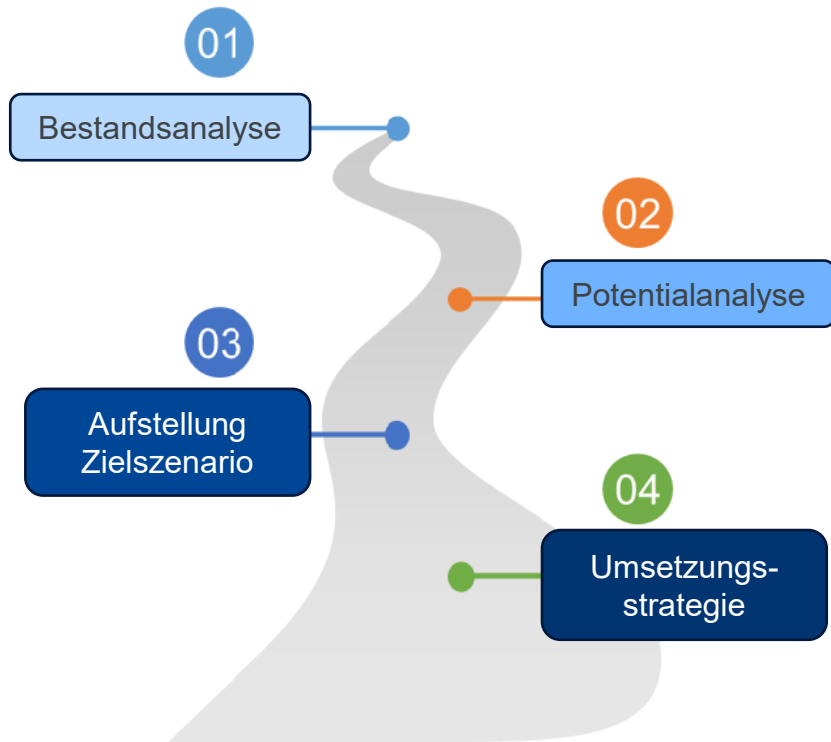 01
Bestandsanalyse
02
Potentialanalyse
03
Aufstellung
Zielszenario
04
Umsetzungs-
strategie